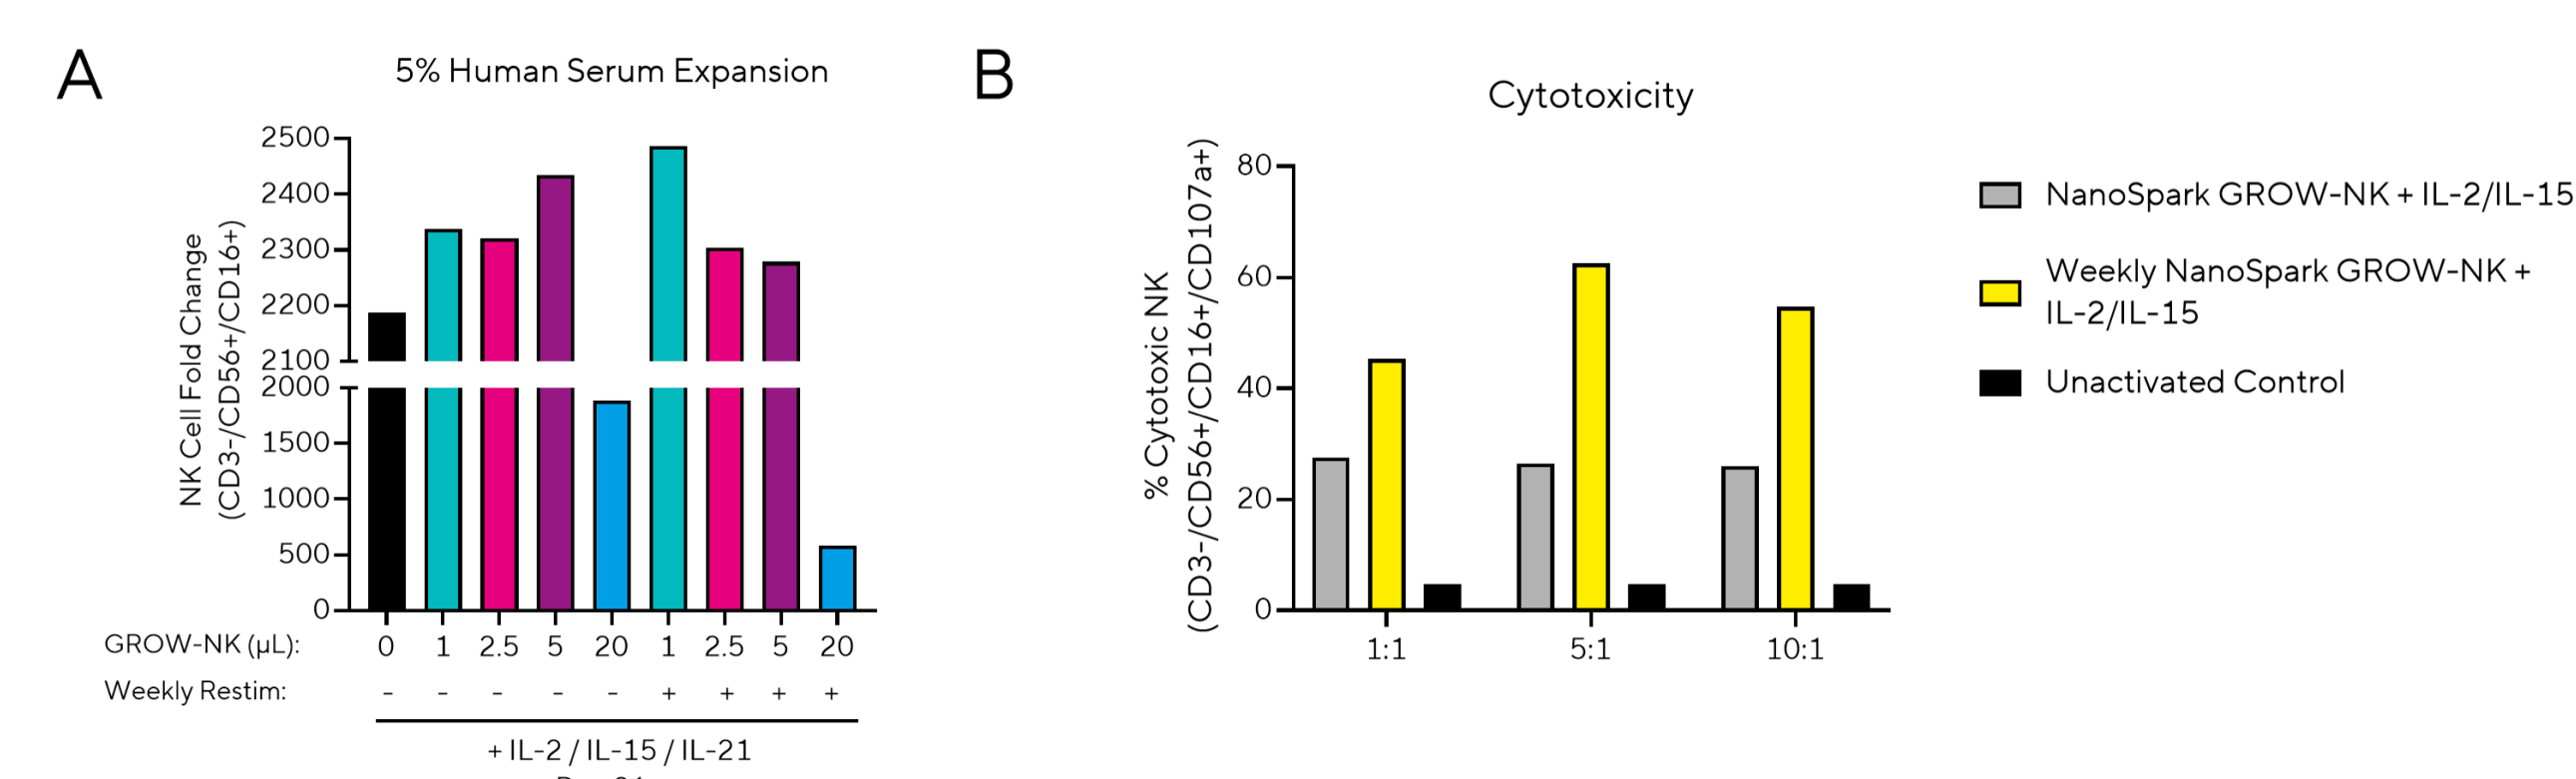 A
5% Human Serum Expansion
NK Cell Fold Change
(CD3-/CD56+/CD16+)
2500
2400
2300
2200
2100
2000
1500
1000
500
0
GROW-NK (µL): 0 1 2.5 5 20 1 2.5 5 20
Weekly Restim: - - - - - + + + +
+ IL-2 / IL-15 / IL-21
B
Cytotoxicity
% Cytotoxic NK
(CD3-/CD56+/CD16+/CD107a+)
80
60
40
20
0
1:1 5:1 10:1
NanoSpark GROW-NK + IL-2/IL-15
Weekly NanoSpark GROW-NK +
IL-2/IL-15
Unactivated Control